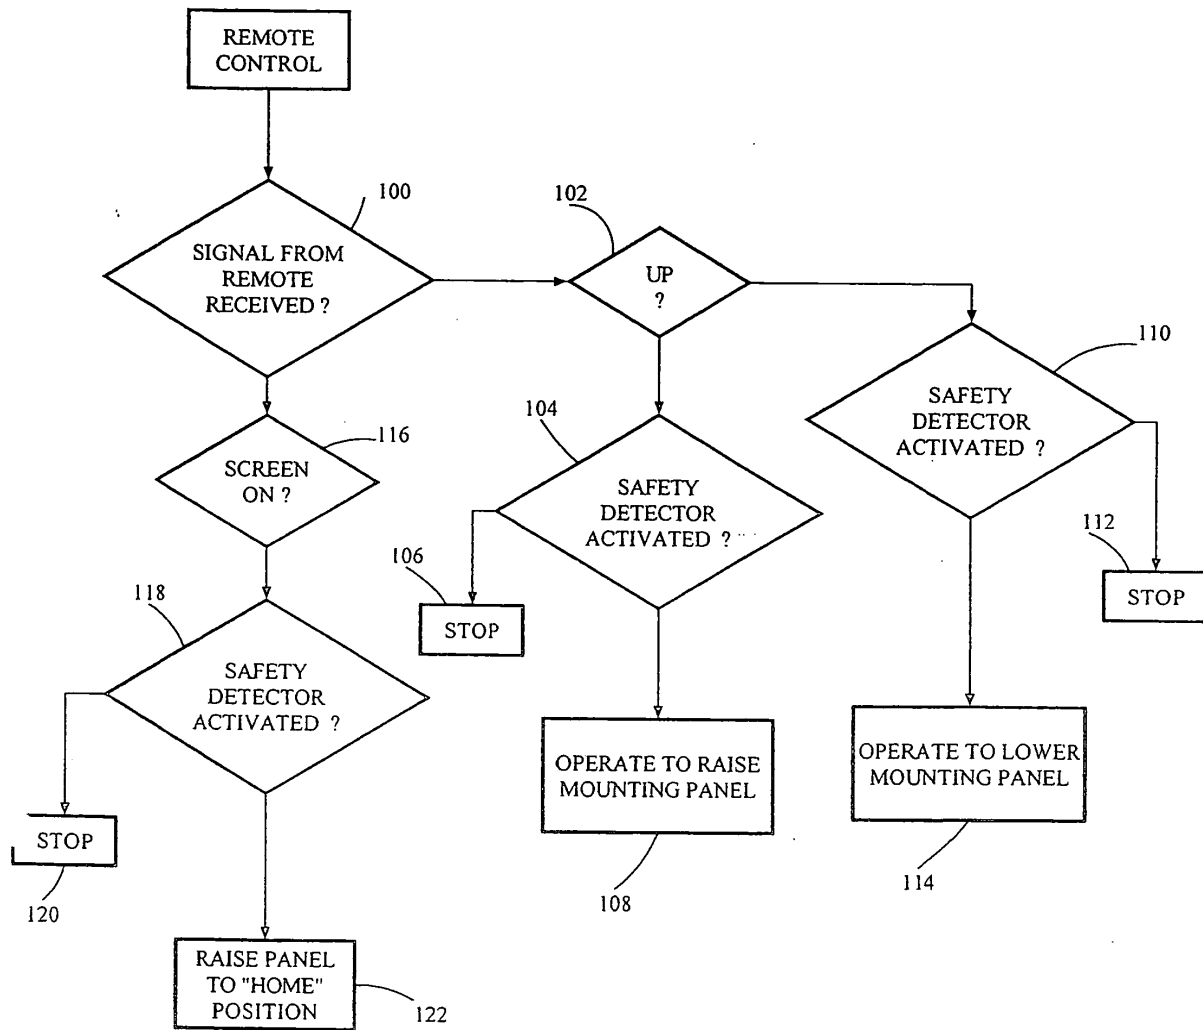 REMOTE
CONTROL
100
SIGNAL FROM
REMOTE
RECEIVED ?
102
UP
?
110
SAFETY
DETECTOR
ACTIVATED ?
104
SAFETY
DETECTOR
ACTIVATED ?
116
SCREEN
ON ?
106
STOP
112
STOP
118
SAFETY
DETECTOR
ACTIVATED ?
OPERATE TO RAISE
MOUNTING PANEL
108
OPERATE TO LOWER
MOUNTING PANEL
114
STOP
120
RAISE PANEL
TO "HOME"
POSITION
122